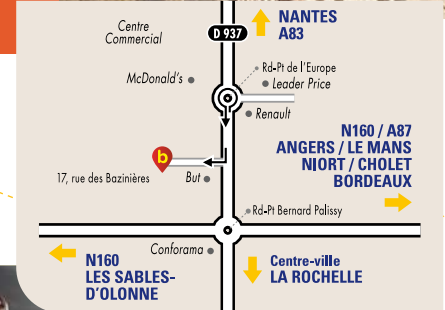 NANTES
A83
Centre
Commercial
D 937
Rd-Pt de l'Europe
McDonald's
Leader Price
Renault
N160 / A87
ANGERS / LE MANS
NIORT / CHOLET
BORDEAUX
b
17, rue des Bazinières
But
Rd-Pt Bernard Palissy
Conforama
N160
LES SABLES-
D'OLONNE
Centre-ville
LA ROCHELLE